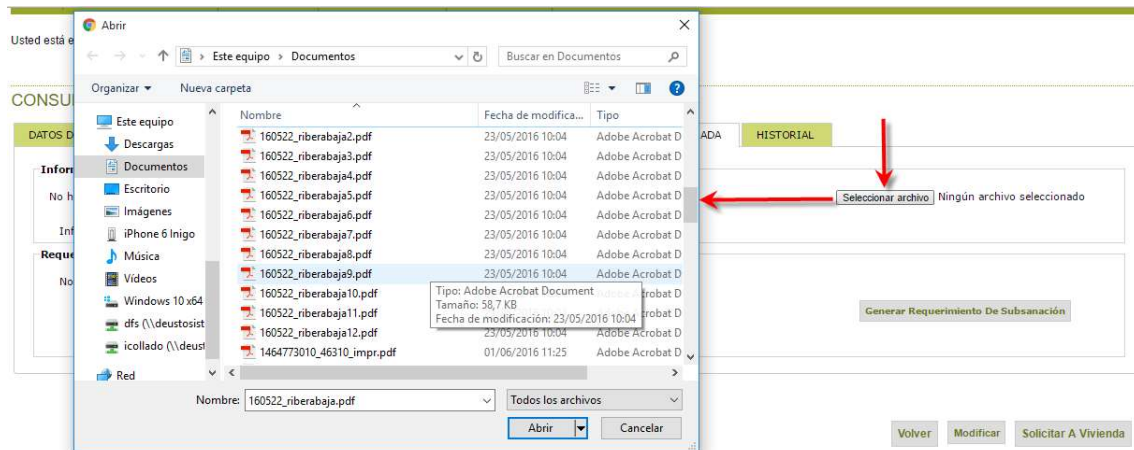 Abrir
Usted está e
Este equipo > Documentos
Buscar en Documentos
Organizar
Nueva carpeta
CONSUL
Nombre
Fecha de modifica...
Tipo
Este equipo
Descargas
Documentos
Escritorio
Imágenes
iPhone 6 Inigo
Música
Vídeos
Windows 10 x64
dfs (\\deustosist
icollado (\\deust
Red
160522_riberabaja2.pdf 23/05/2016 10:04 Adobe Acrobat D
160522_riberabaja3.pdf 23/05/2016 10:04 Adobe Acrobat D
160522_riberabaja4.pdf 23/05/2016 10:04 Adobe Acrobat D
160522_riberabaja5.pdf 23/05/2016 10:04 Adobe Acrobat D
160522_riberabaja6.pdf 23/05/2016 10:04 Adobe Acrobat D
160522_riberabaja7.pdf 23/05/2016 10:04 Adobe Acrobat D
160522_riberabaja8.pdf 23/05/2016 10:04 Adobe Acrobat D
160522_riberabaja9.pdf 23/05/2016 10:04 Adobe Acrobat D
160522_riberabaja10.pdf
160522_riberabaja11.pdf
160522_riberabaja12.pdf 23/05/2016 10:04 Adobe Acrobat D
1464773010_46310_impr.pdf 01/06/2016 11:25 Adobe Acrobat D
Tipo: Adobe Acrobat Document
Tamaño: 58,7 KB
Fecha de modificación: 23/05/2016 10:04
Nombre: 160522_riberabaja.pdf
Todos los archivos
Abrir
Cancelar
DATOS D
ADA
HISTORIAL
Inform
No h
Inf
Seleccionar archivo Ningún archivo seleccionado
Reque
No
Generar Requerimiento De Subsanación
Volver
Modificar
Solicitar A Vivienda